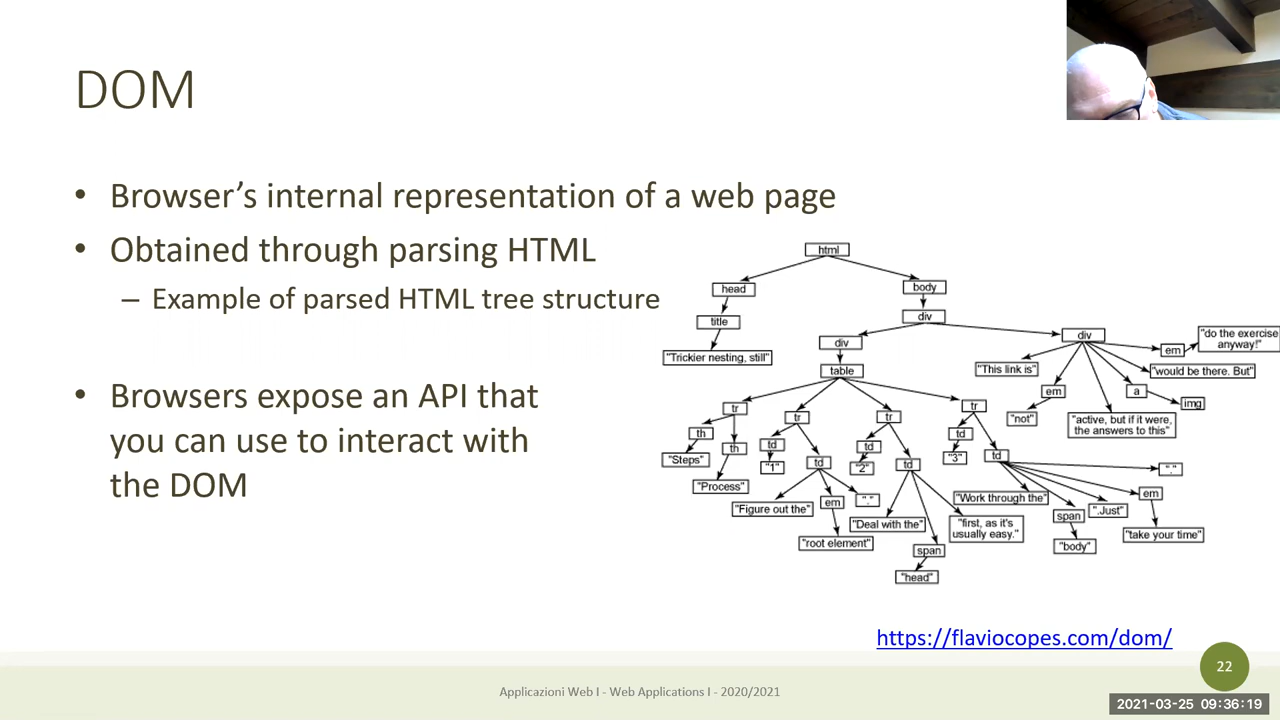 DOM
• Browser’s internal representation of a web page
• Obtained through parsing HTML
– Example of parsed HTML tree structure
• Browsers expose an API that
you can use to interact with
the DOM
html
head
body
title
div
"Trickier nesting, still"
div
div
table
"This link is"
em
"do the exercise
anyway!"
"would be there. But"
em
a
img
"not"
"active, but if it were,
the answers to this"
tr
tr
tr
tr
th
th
"Steps"
"Process"
td
"1"
td
"Figure out the"
em
"."
"root element"
td
"2"
td
"Deal with the"
"first, as it's
usually easy."
span
"head"
td
"3"
td
"."
"Work through the"
span
".Just"
em
"body"
"take your time"
https://flaviocopes.com/dom/
Applicazioni Web I - Web Applications I - 2020/2021
22
2021-03-25 09:36:19